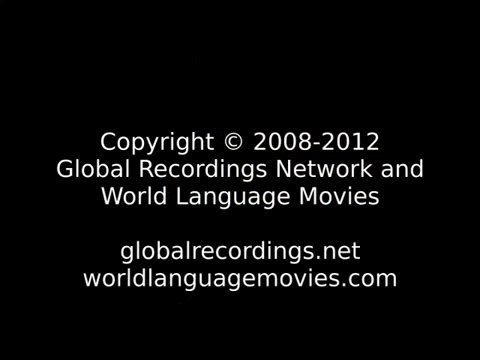 Copyright © 2008-2012
Global Recordings Network and
World Language Movies
globalrecordings.net
worldlanguagemovies.com